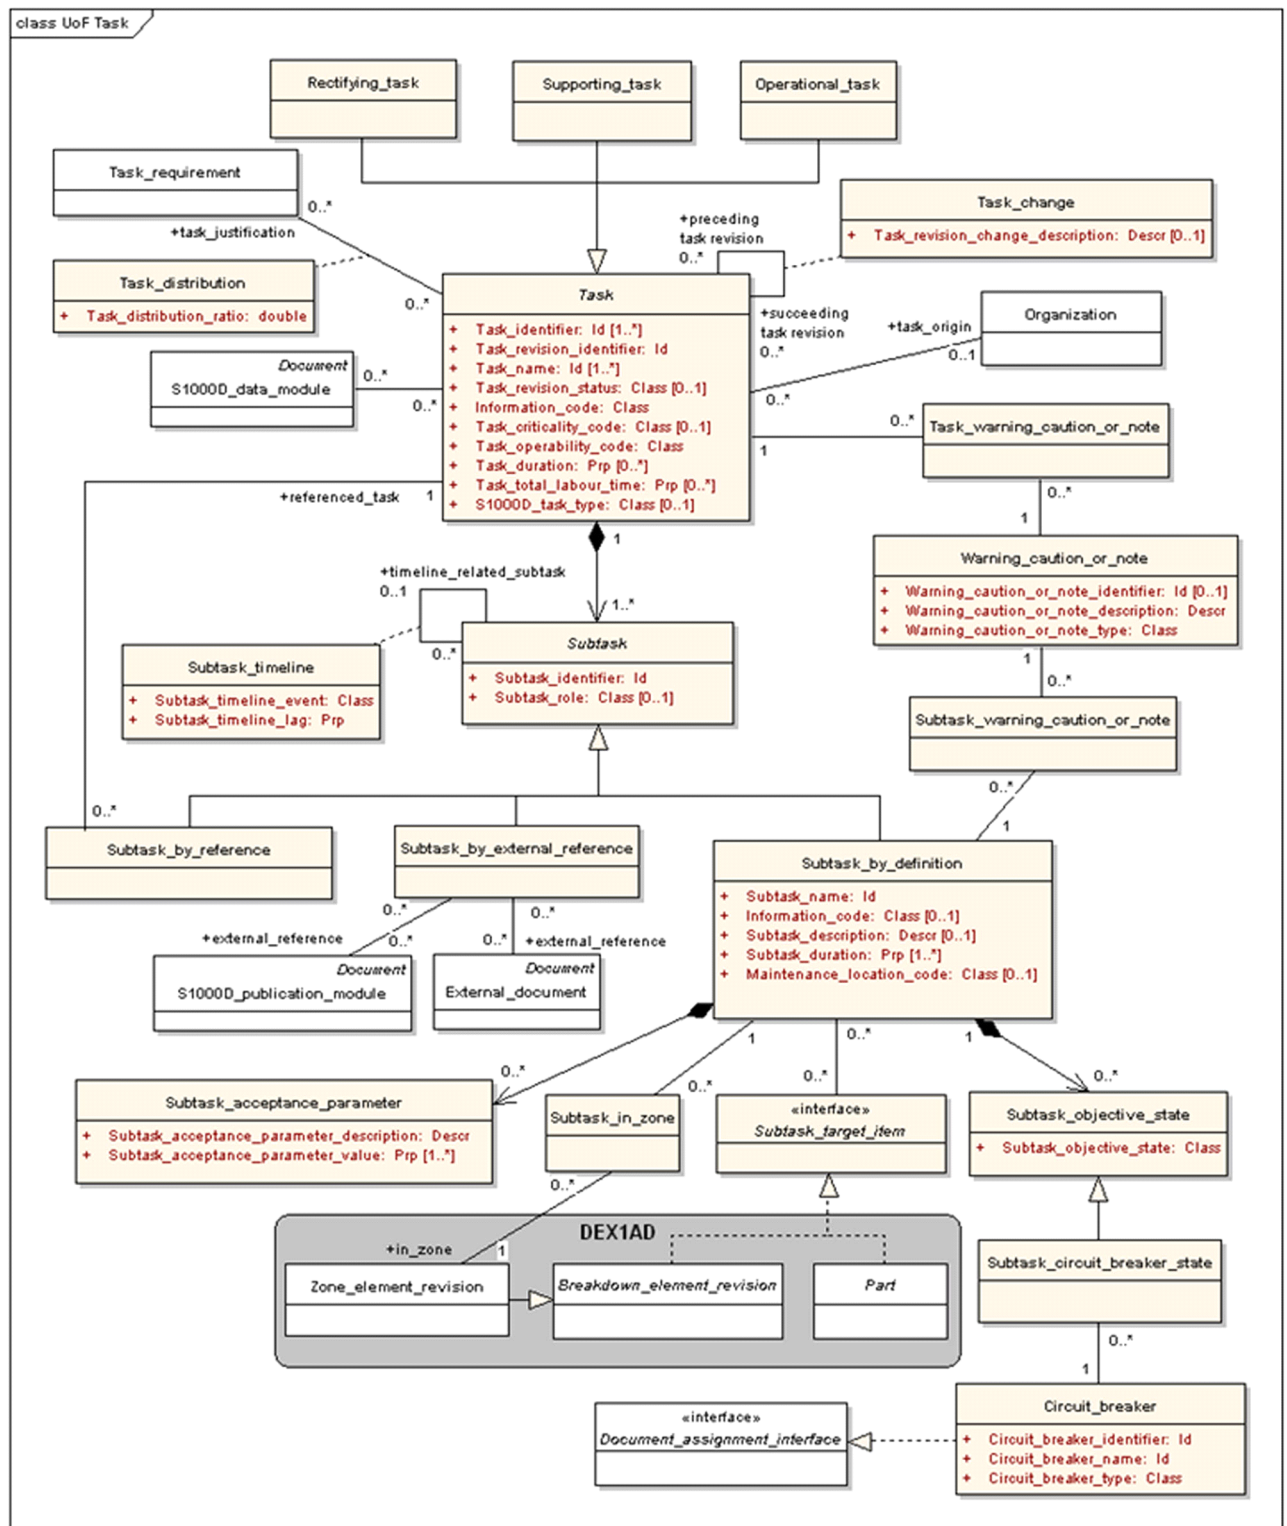 class UoF Task
Rectifying_task
Supporting_task
Operational_task
Task_requirement
0..*
+task_justification
+preceding
task revision
0..*
Task_change
+ Task_revision_change_description: Descr [0..1]
Task_distribution
+ Task_distribution_ratio: double
0..*
Task
+ Task_identifier: Id [1..*]
+ Task_revision_identifier: Id
+ Task_name: Id [1..*]
+ Task_revision_status: Class [0..1]
+ Information_code: Class
+ Task_criticality_code: Class [0..1]
+ Task_operability_code: Class
+ Task_duration: Prp [0..*]
+ Task_total_labour_time: Prp [0..*]
+ S1000D_task_type: Class [0..1]
+succeeding
task revision
0..*
+task_origin
0..1
0..*
Organization
Document
S1000D_data_module
0..*
0..*
0..*
1
Task_warning_caution_or_note
0..*
1
+referenced_task
1
Warning_caution_or_note
+ Warning_caution_or_note_identifier: Id [0..1]
+ Warning_caution_or_note_description: Descr
+ Warning_caution_or_note_type: Class
1
0..*
1
1..*
+timeline_related_subtask
0..1
0..*
Subtask
+ Subtask_identifier: Id
+ Subtask_role: Class [0..1]
Subtask_timeline
+ Subtask_timeline_event: Class
+ Subtask_timeline_lag: Prp
Subtask_warning_caution_or_note
0..*
1
0..*
Subtask_by_reference
Subtask_by_external_reference
Subtask_by_definition
+ Subtask_name: Id
+ Information_code: Class [0..1]
+ Subtask_description: Descr [0..1]
+ Subtask_duration: Prp [1..*]
+ Maintenance_location_code: Class [0..1]
0..*
0..*
+external_reference
0..*
0..*
+external_reference
Document
S1000D_publication_module
Document
External_document
1
0..*
1
0..*
0..*
0..*
0..*
Subtask_acceptance_parameter
+ Subtask_acceptance_parameter_description: Descr
+ Subtask_acceptance_parameter_value: Prp [1..*]
Subtask_in_zone
0..*
«interface»
Subtask_target_item
Subtask_objective_state
+ Subtask_objective_state: Class
DEX1AD
+in_zone
1
Zone_element_revision
Breakdown_element_revision
Part
Subtask_circuit_breaker_state
0..*
1
«interface»
Document_assignment_interface
Circuit_breaker
+ Circuit_breaker_identifier: Id
+ Circuit_breaker_name: Id
+ Circuit_breaker_type: Class